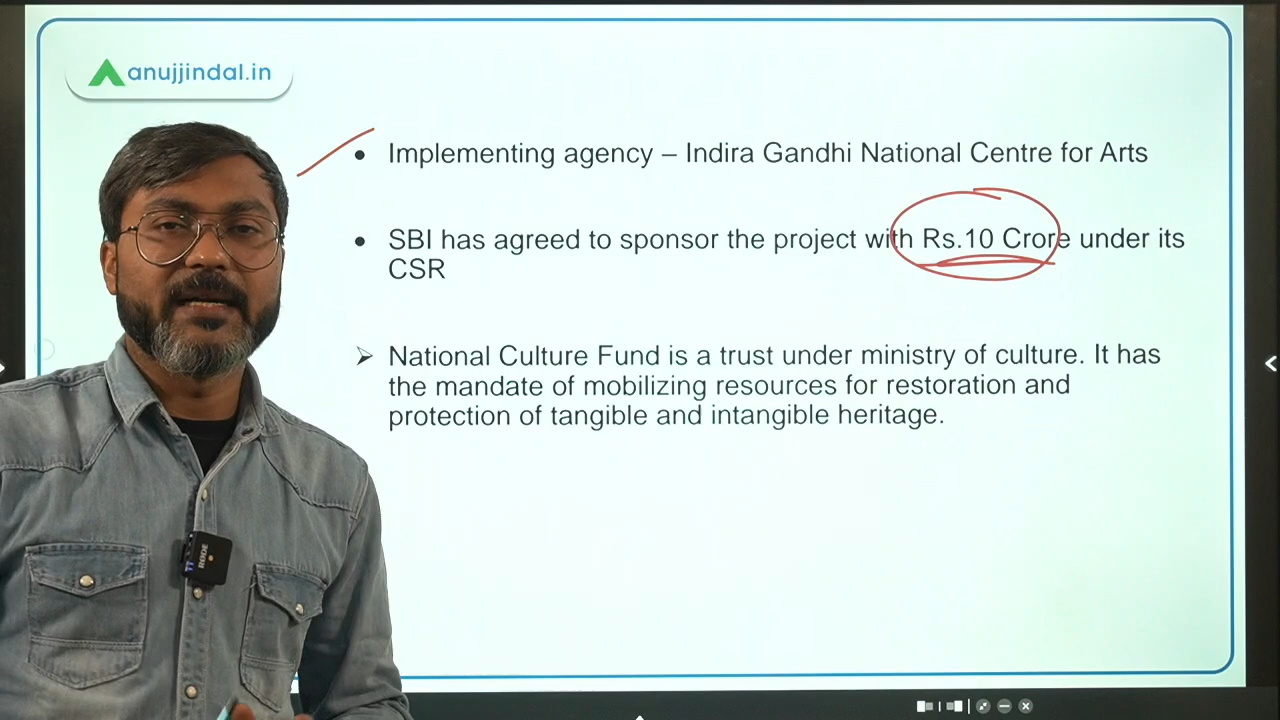 anujjindal.in
• Implementing agency – Indira Gandhi National Centre for Arts
• SBI has agreed to sponsor the project with Rs.10 Crore under its
CSR
➢ National Culture Fund is a trust under ministry of culture. It has
the mandate of mobilizing resources for restoration and
protection of tangible and intangible heritage.
RODE